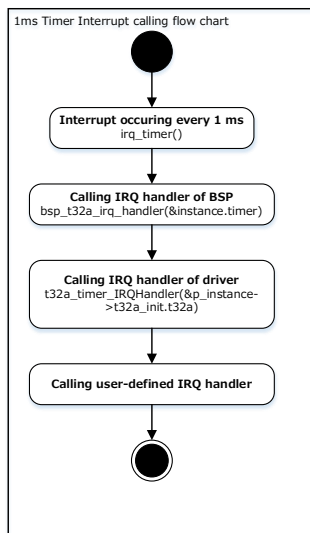 1ms Timer Interrupt calling flow chart
Interrupt occuring every 1 ms
irq_timer()
Calling IRQ handler of BSP
bsp_t32a_irq_handler(&instance.timer)
Calling IRQ handler of driver
t32a_timer_IRQHandler(&p_instance-
>t32a_init.t32a)
Calling user-defined IRQ handler